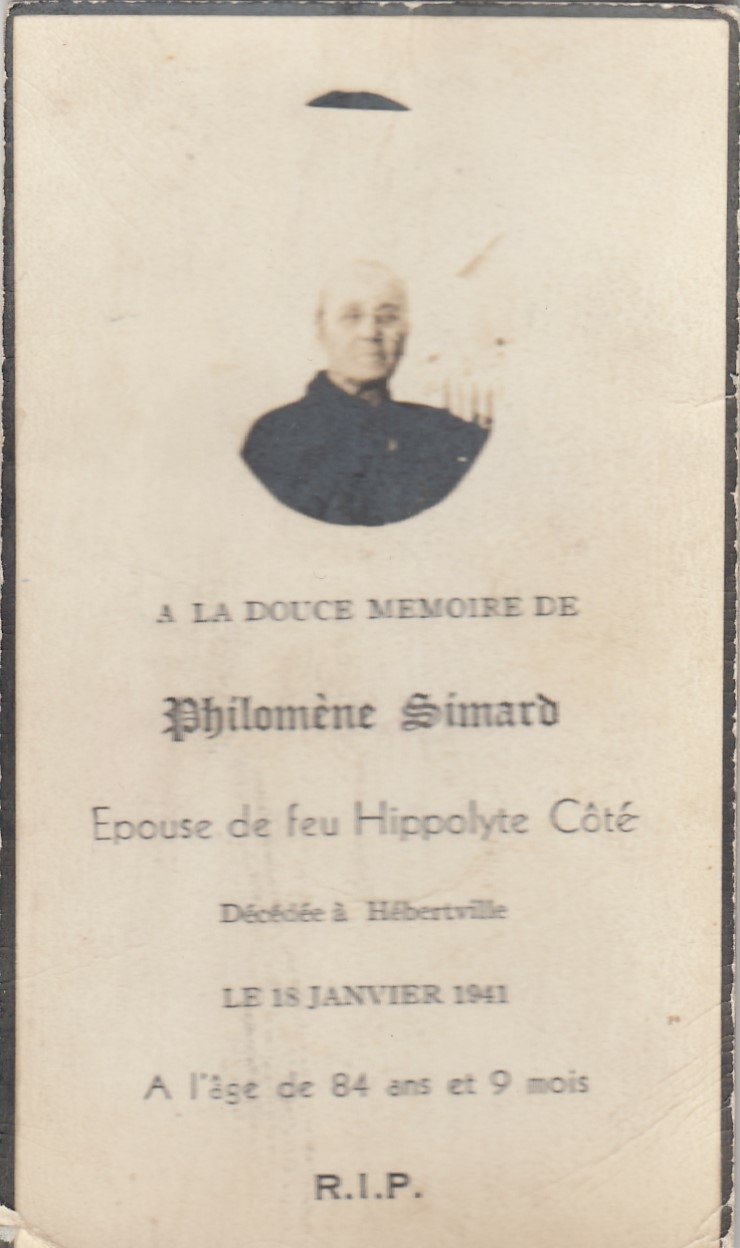 A LA DOUCE MEMOIRE DE
Philomène Simard
Epouse de feu Hippolyte Côté
Décédée à Hébertville
LE 18 JANVIER 1941
A l'âge de 84 ans et 9 mois
R.I.P.